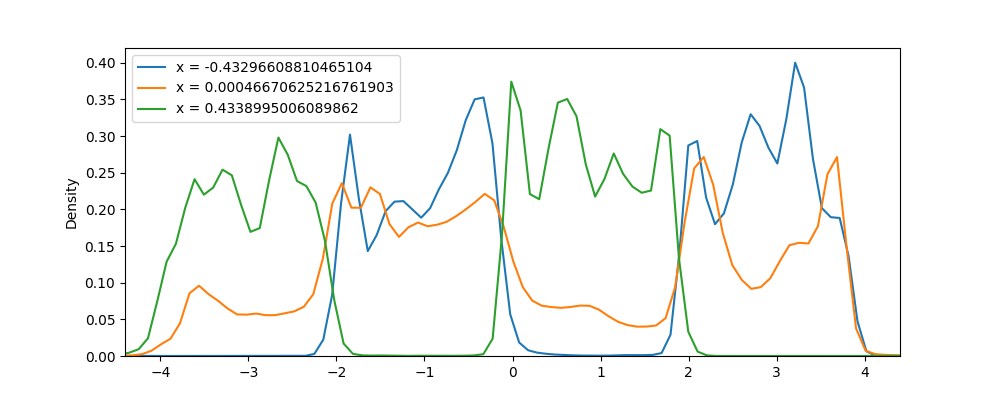 x = -0.43296608810465104
x = 0.00046670625216761903
x = 0.4338995006089862
Density
0.40
0.35
0.30
0.25
0.20
0.15
0.10
0.05
0.00
−4 −3 −2 −1 0 1 2 3 4